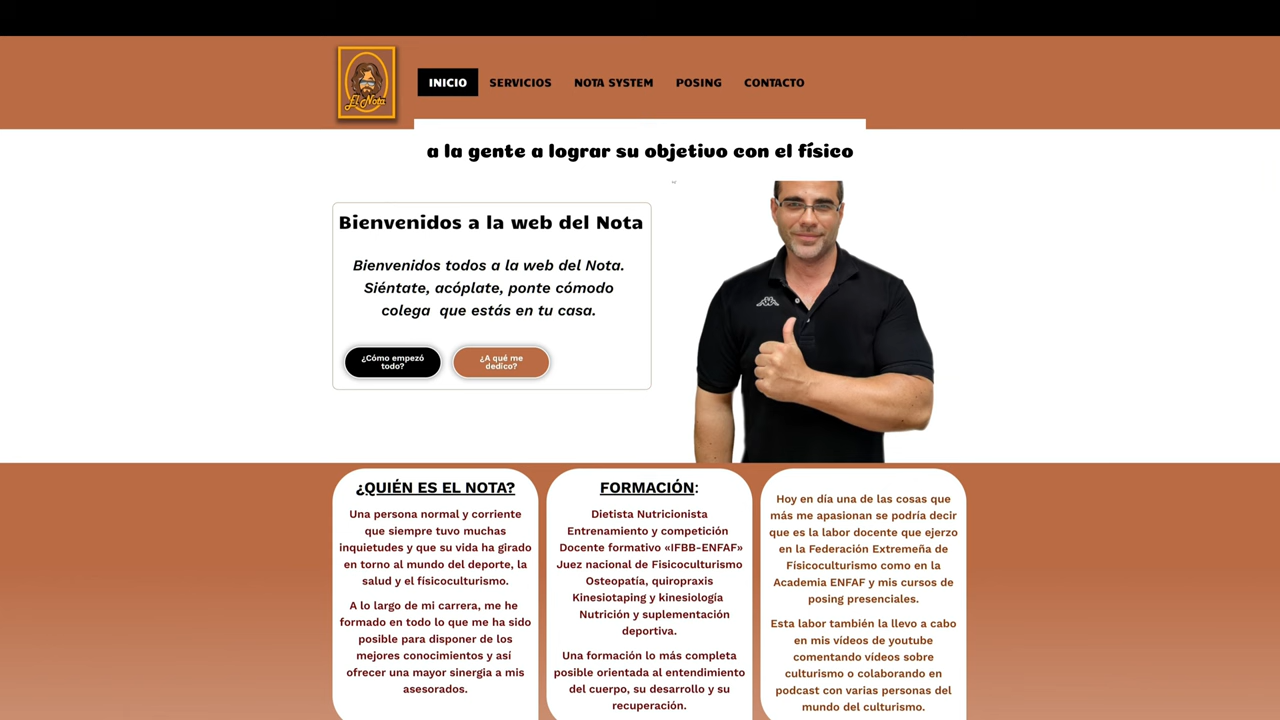 El Nota
INICIO
SERVICIOS
NOTA SYSTEM
POSING
CONTACTO
a la gente a lograr su objetivo con el físico
Bienvenidos a la web del Nota
Bienvenidos todos a la web del Nota.
Siéntate, acóplate, ponte cómodo
colega que estás en tu casa.
¿Cómo empezó
todo?
¿A qué me
dedico?
¿QUIÉN ES EL NOTA?
Una persona normal y corriente
que siempre tuvo muchas
inquietudes y que su vida ha girado
en torno al mundo del deporte, la
salud y el físicoculturismo.
A lo largo de mi carrera, me he
formado en todo lo que me ha sido
posible para disponer de los
mejores conocimientos y así
ofrecer una mayor sinergia a mis
asesorados.
FORMACIÓN:
Dietista Nutricionista
Entrenamiento y competición
Docente formativo «IFBB-ENFAF»
Juez nacional de Fisicoculturismo
Osteopatía, quiropraxis
Kinesiotaping y kinesiología
Nutrición y suplementación
deportiva.
Una formación lo más completa
posible orientada al entendimiento
del cuerpo, su desarrollo y su
recuperación.
Hoy en día una de las cosas que
más me apasionan se podría decir
que es la labor docente que ejerzo
en la Federación Extremeña de
Físicoculturismo como en la
Academia ENFAF y mis cursos de
posing presenciales.
Esta labor también la llevo a cabo
en mis vídeos de youtube
comentando vídeos sobre
culturismo o colaborando en
podcast con varias personas del
mundo del culturismo.